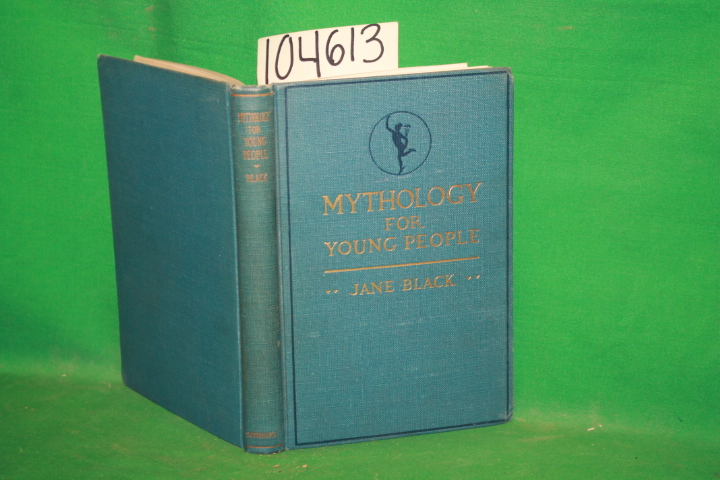 104613
MYTHOLOGY
FOR
YOUNG PEOPLE
BLACK
MYTHOLOGY
FOR
YOUNG PEOPLE
JANE BLACK